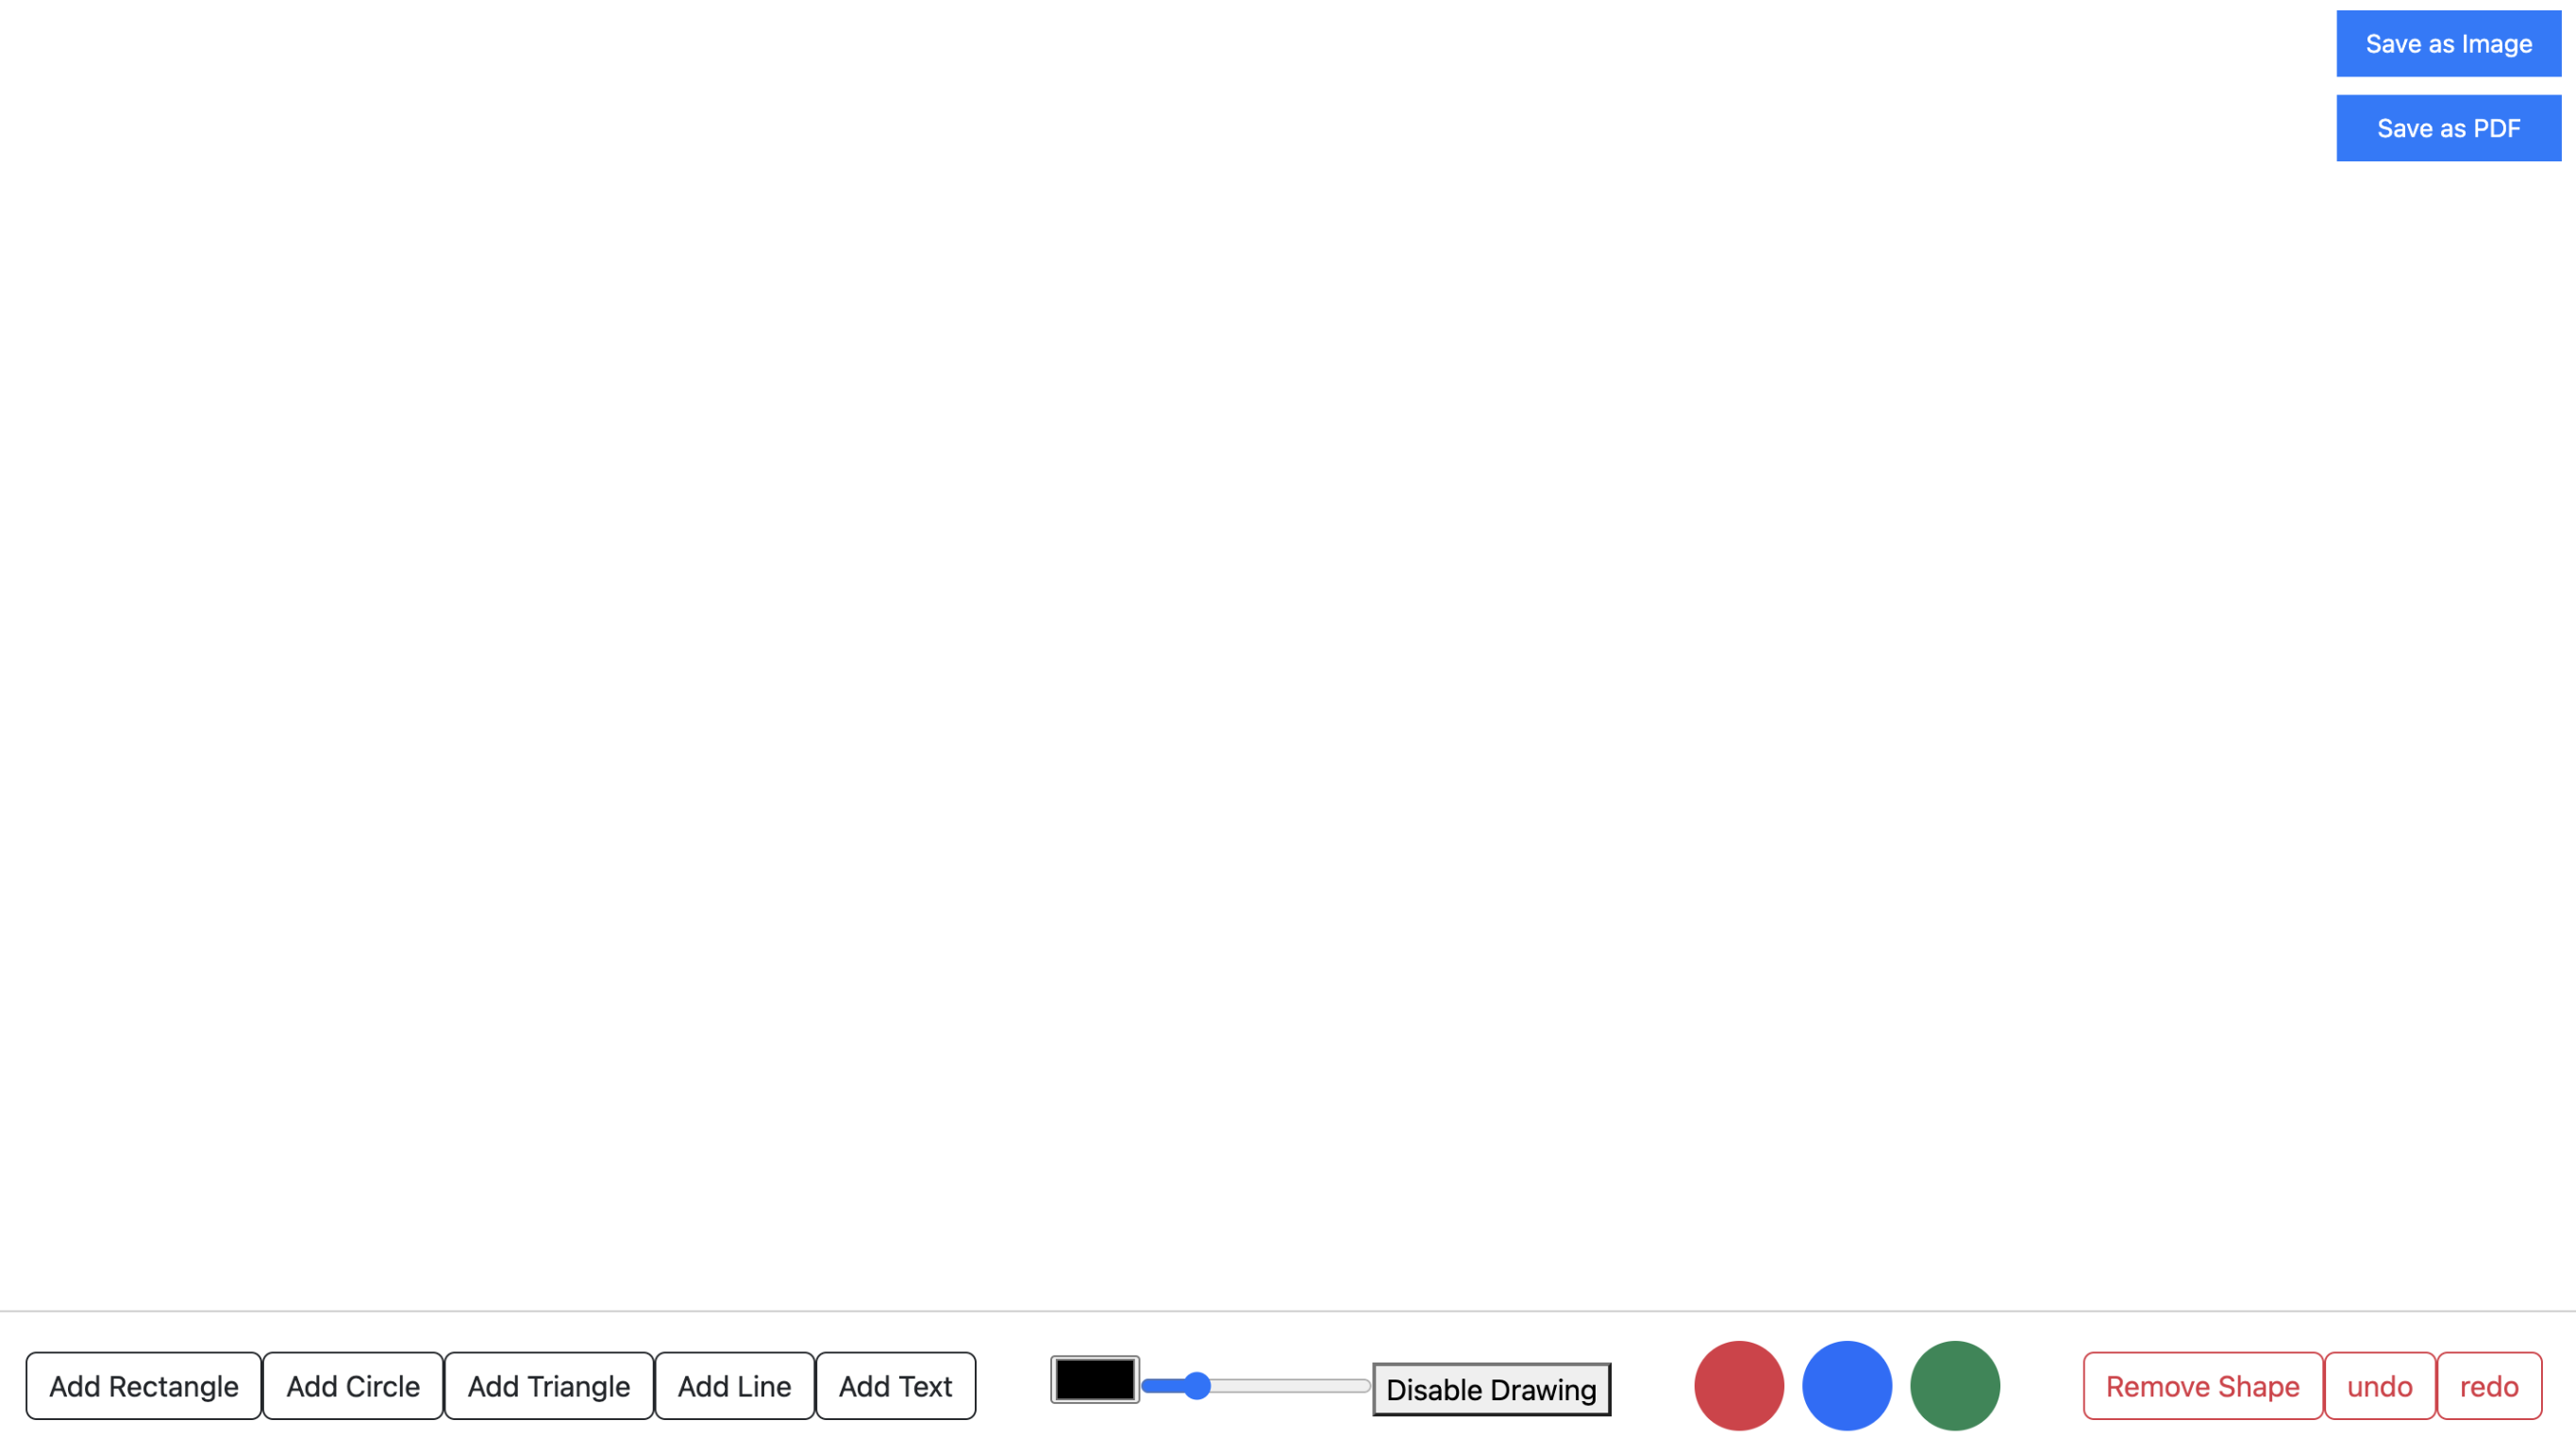 Save as Image
Save as PDF
Add Rectangle Add Circle Add Triangle Add Line Add Text Disable Drawing Remove Shape undo redo